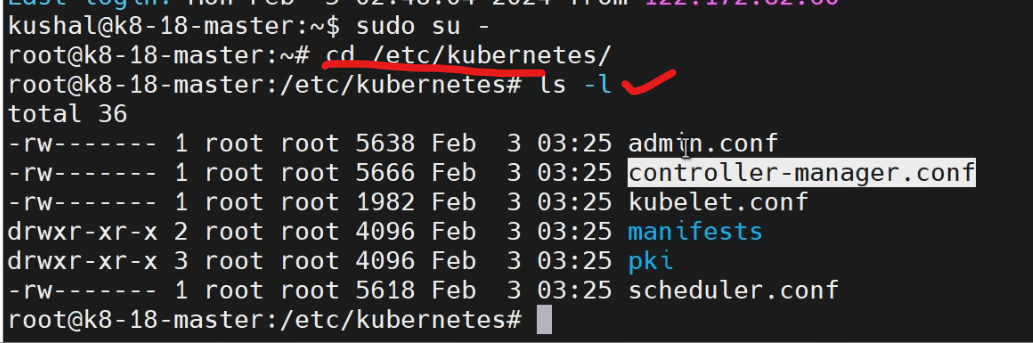 Last login: Mon Feb  3 02:48:04 2024 from 122.172.82.60
kushal@k8-18-master:~$ sudo su -
root@k8-18-master:~# cd /etc/kubernetes/
root@k8-18-master:/etc/kubernetes# ls -l
total 36
-rw------- 1 root root 5638 Feb  3 03:25 admin.conf
-rw------- 1 root root 5666 Feb  3 03:25 controller-manager.conf
-rw------- 1 root root 1982 Feb  3 03:25 kubelet.conf
drwxr-xr-x 2 root root 4096 Feb  3 03:25 manifests
drwxr-xr-x 3 root root 4096 Feb  3 03:25 pki
-rw------- 1 root root 5618 Feb  3 03:25 scheduler.conf
root@k8-18-master:/etc/kubernetes#